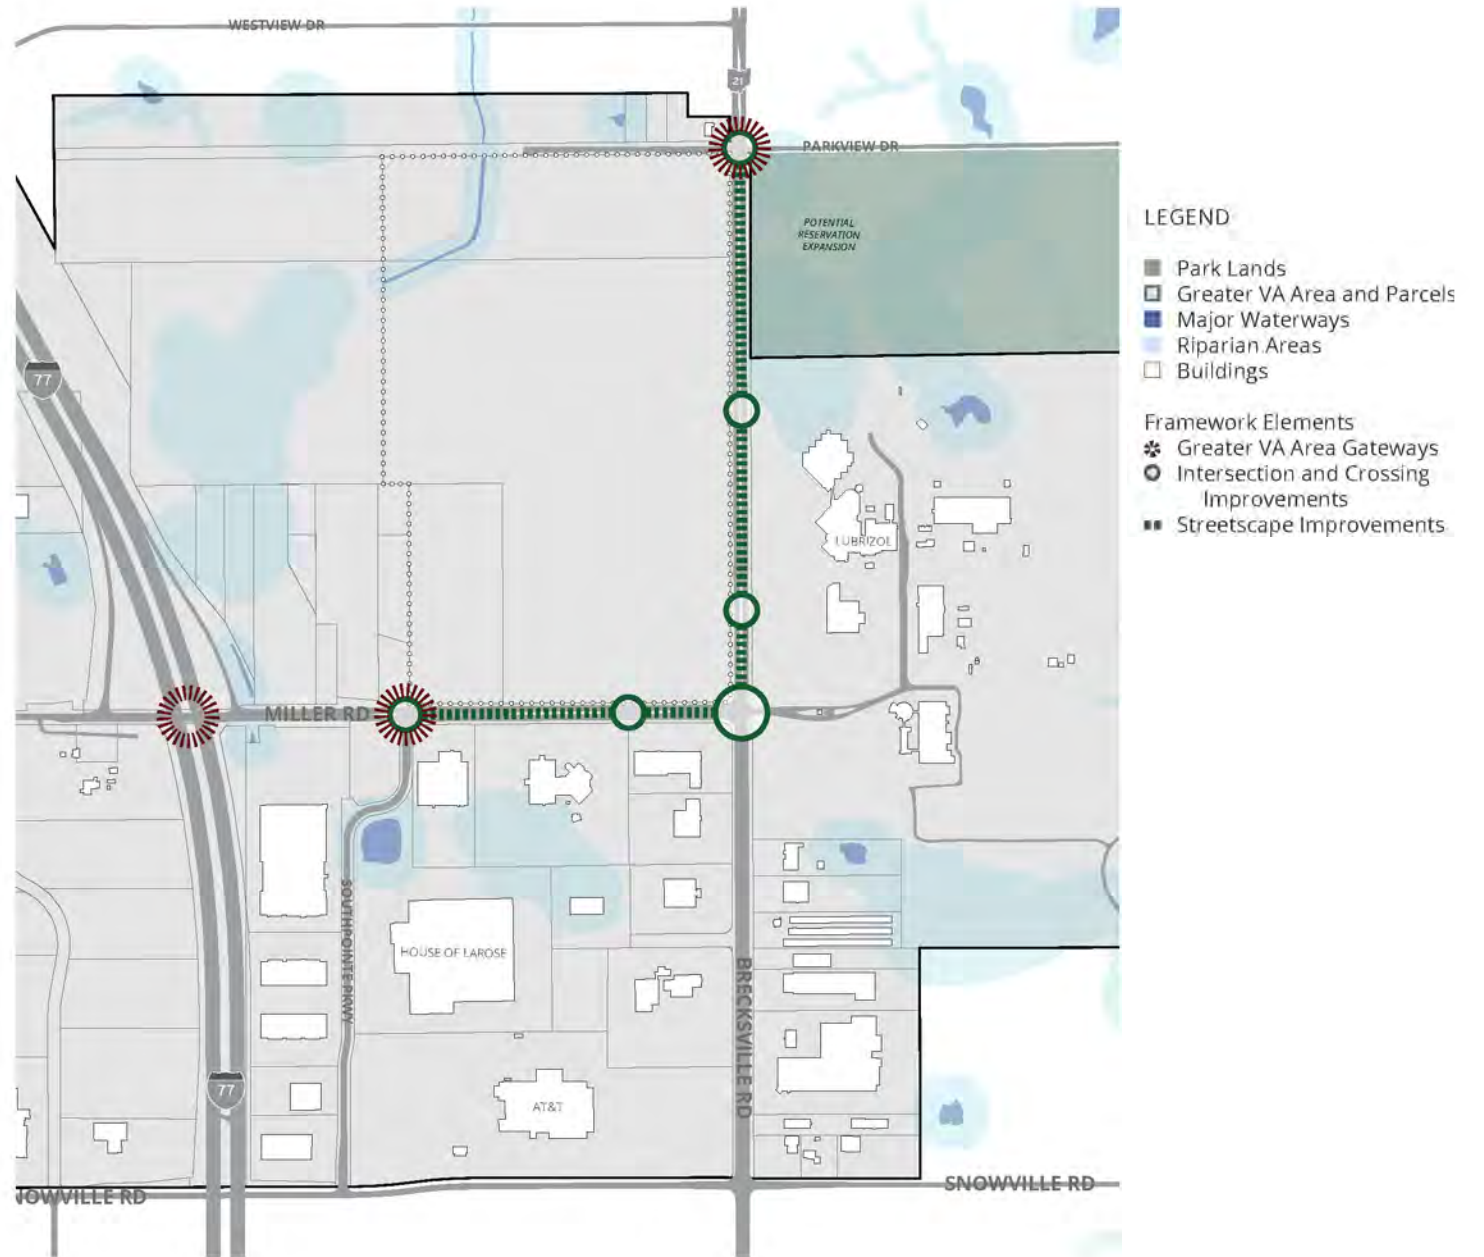 WESTVIEW DR
21
PARKVIEW DR
POTENTIAL
RESERVATION
EXPANSION
LEGEND
Park Lands
Greater VA Area and Parcels
Major Waterways
Riparian Areas
Buildings
Framework Elements
Greater VA Area Gateways
Intersection and Crossing
Improvements
Streetscape Improvements
77
LUBRIZOL
MILLER RD
SOUTHPOINTE PKWY
HOUSE OF LAROSE
BRECKSVILLE RD
77
AT&T
NOWVILLE RD
SNOWVILLE RD